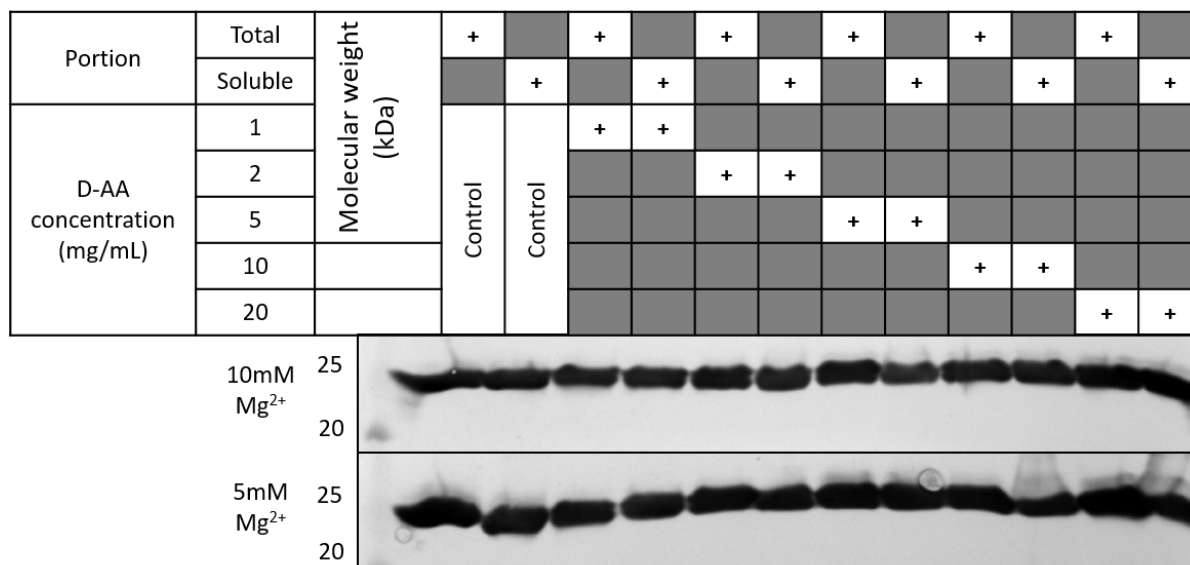 Portion
Total
Molecular weight
(kDa)
+ + + + + +
Soluble
+ + + + + +
D-AA
concentration
(mg/mL)
1
Control
Control
+ +
2
+ +
5
+ +
10
+ +
20
+ +
10mM
Mg²⁺
25
20
5mM
Mg²⁺
25
20